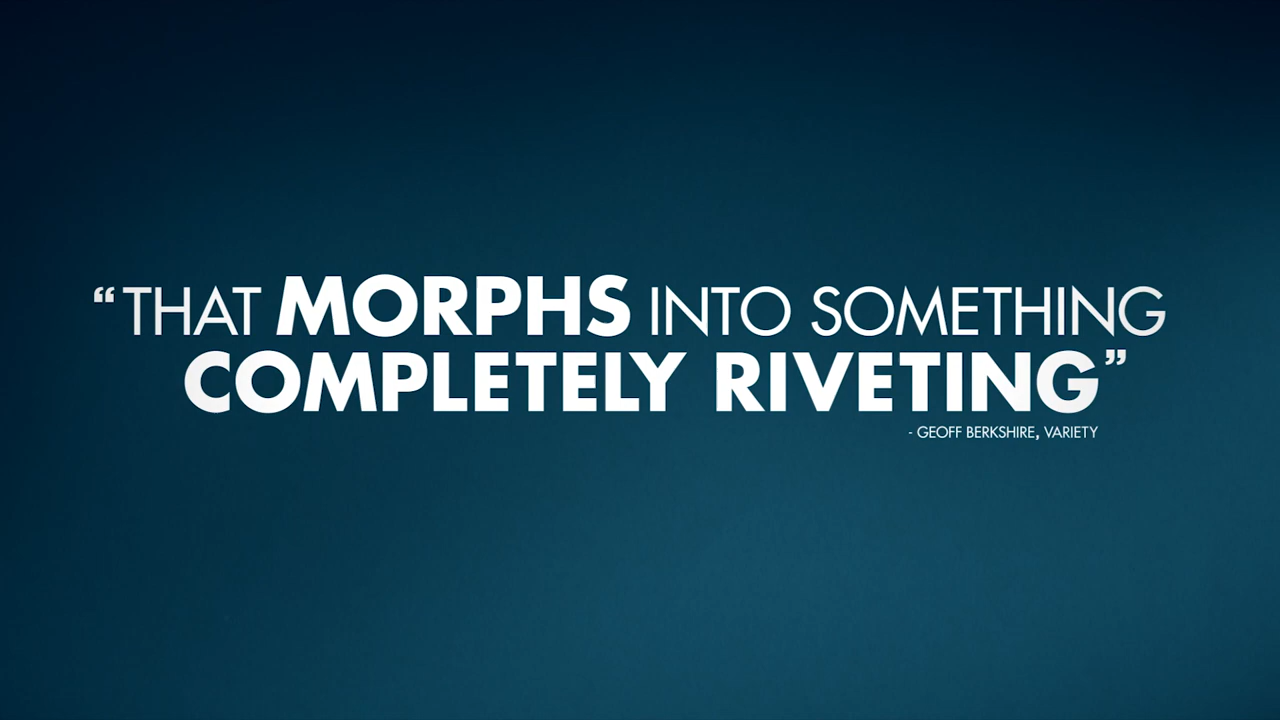 “THAT MORPHS INTO SOMETHING
COMPLETELY RIVETING”
- GEOFF BERKSHIRE, VARIETY